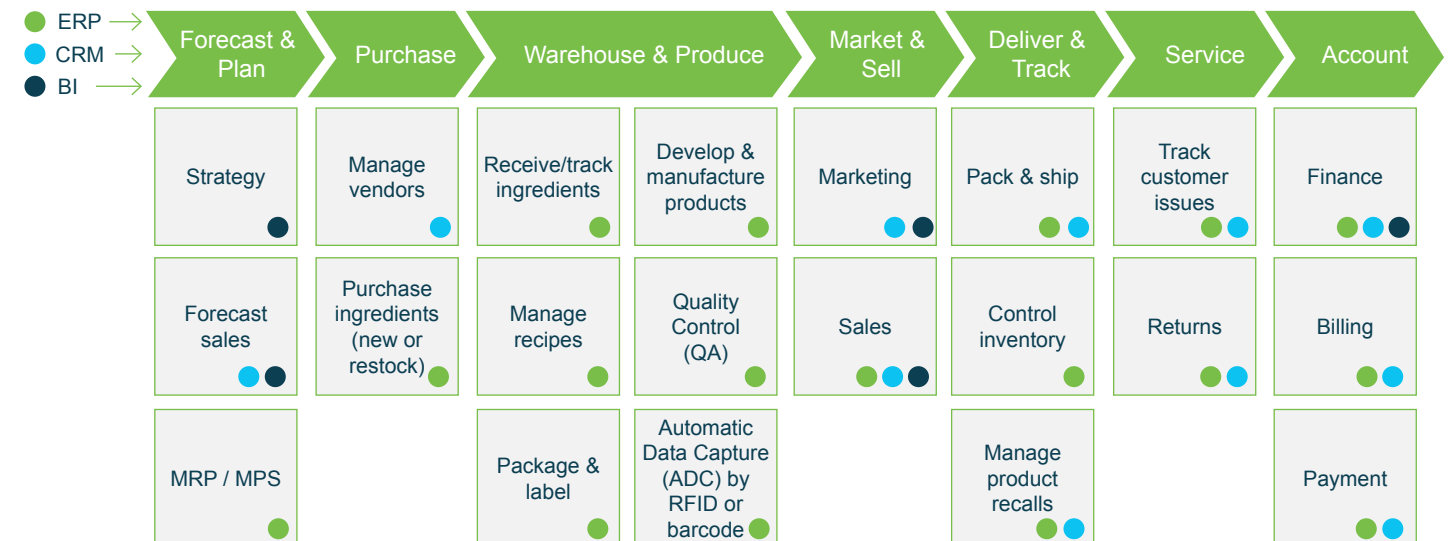 ERP
CRM
BI
Forecast &
Plan
Purchase
Warehouse & Produce
Market &
Sell
Deliver &
Track
Service
Account
Strategy
Manage
vendors
Receive/track
ingredients
Develop &
manufacture
products
Marketing
Pack & ship
Track
customer
issues
Finance
Forecast
sales
Purchase
ingredients
(new or
restock)
Manage
recipes
Quality
Control
(QA)
Sales
Control
inventory
Returns
Billing
MRP / MPS
Package &
label
Automatic
Data Capture
(ADC) by
RFID or
barcode
Manage
product
recalls
Payment